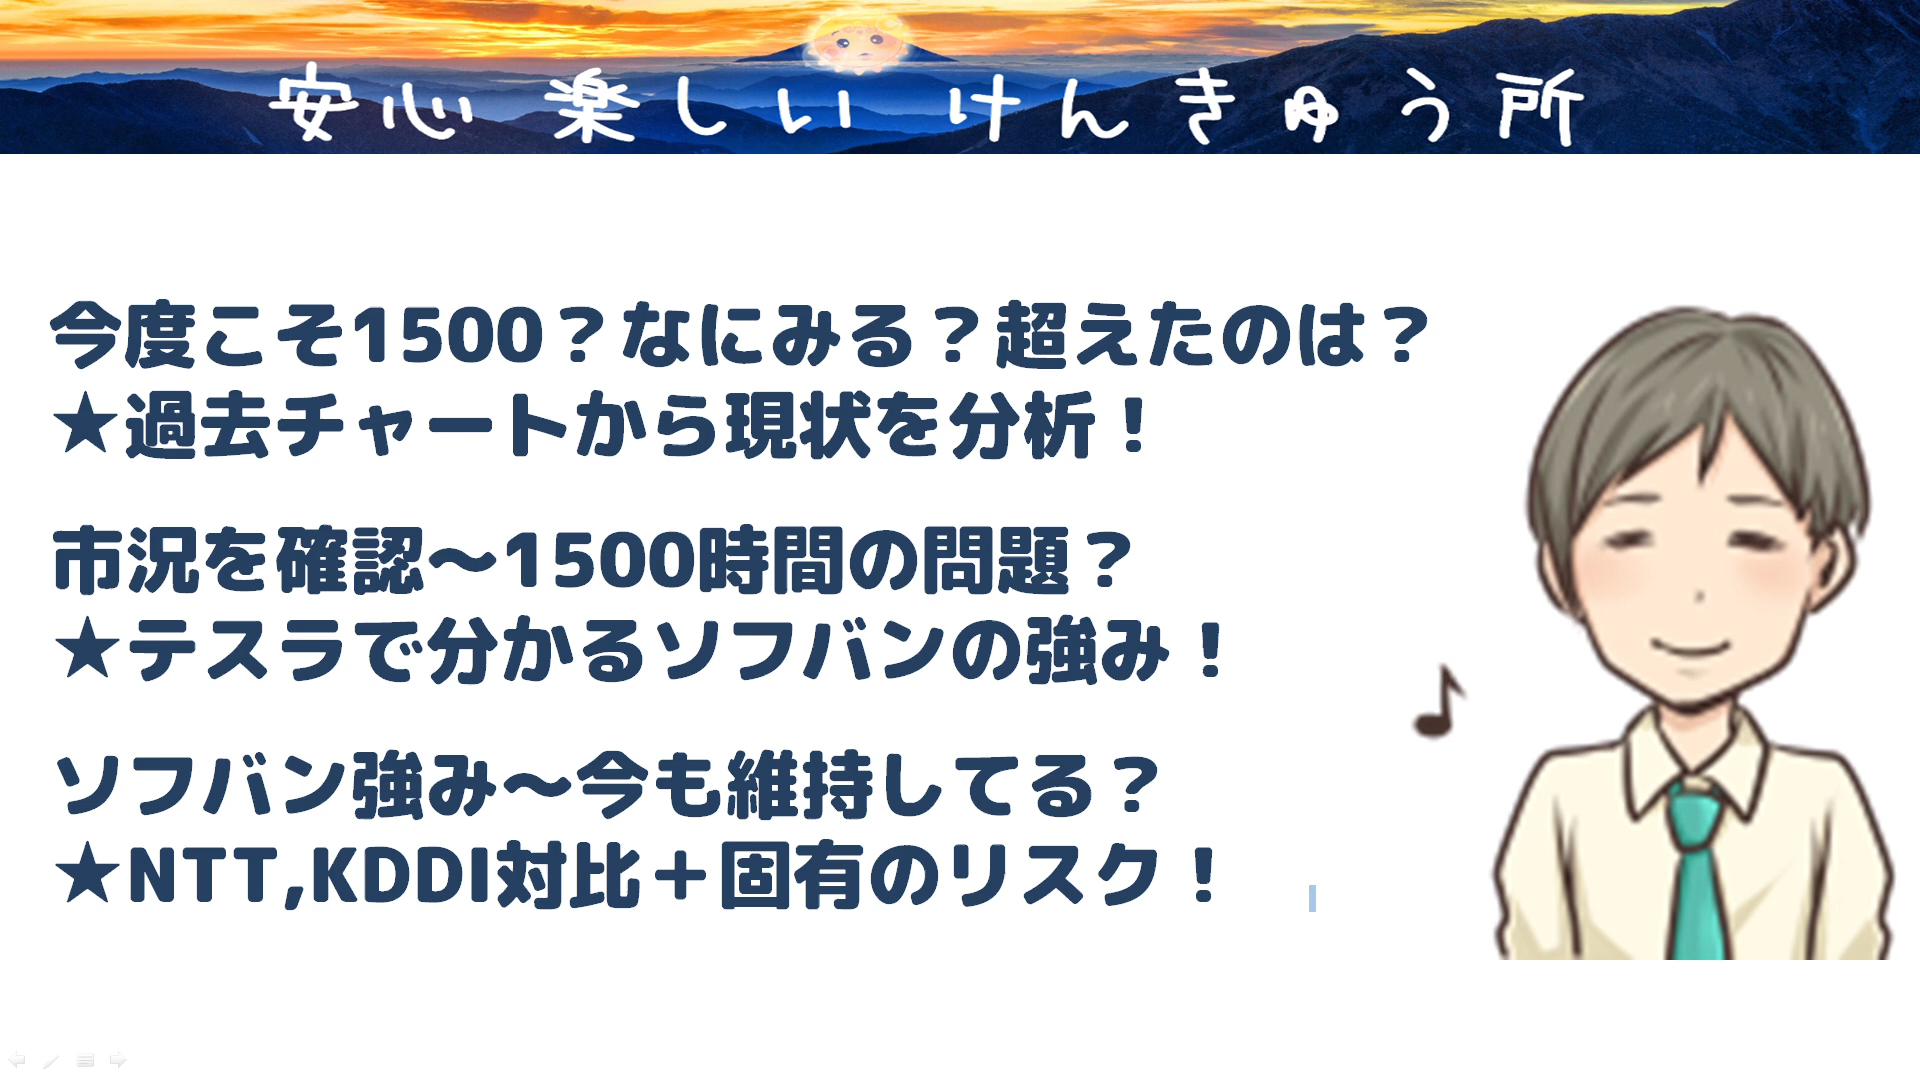 安心 楽しい けんきゅう所
今度こそ1500？なにみる？超えたのは？
★過去チャートから現状を分析！
市況を確認～1500時間の問題？
★テスラで分かるソフバンの強み！
ソフバン強み～今も維持してる？
★NTT,KDDI対比＋固有のリスク！